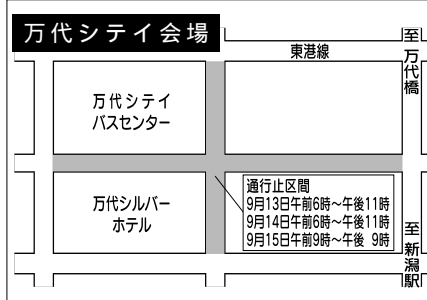 万代シテイ会場
東港線
至万代橋
万代シテイ
バスセンター
万代シルバー
ホテル
通行止区間
9月13日午前6時～午後11時
9月14日午前6時～午後11時
9月15日午前9時～午後 9時
至新潟駅